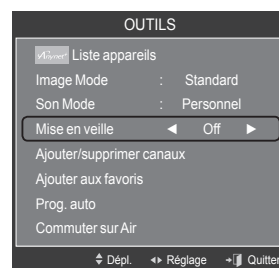 OUTILS
Anynet+ Liste appareils
Image Mode : Standard
Son Mode : Personnel
Mise en veille ◄ Off ►
Ajouter/supprimer canaux
Ajouter aux favoris
Prog. auto
Commuter sur Air
Dépl. Réglage Quitter